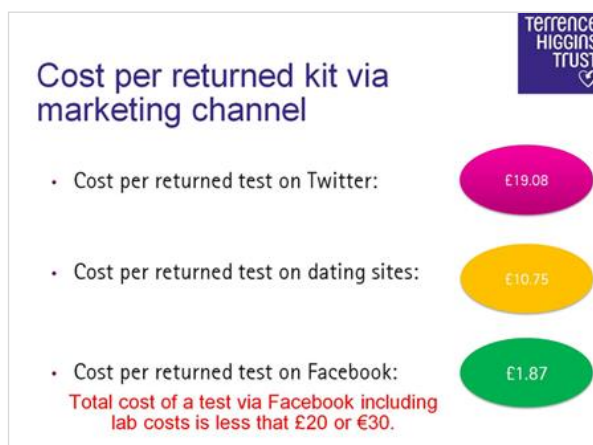 Terrence
HIGGINS
TRUST
Cost per returned kit via
marketing channel
• Cost per returned test on Twitter:
£19.08
• Cost per returned test on dating sites:
£10.75
• Cost per returned test on Facebook:
£1.87
Total cost of a test via Facebook including
lab costs is less that £20 or €30.